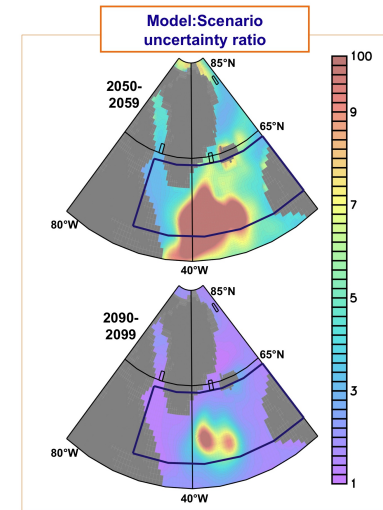 Model:Scenario
uncertainty ratio
2050-
2059
85°N
65°N
80°W
40°W
2090-
2099
85°N
65°N
80°W
40°W
100
9
7
5
3
1